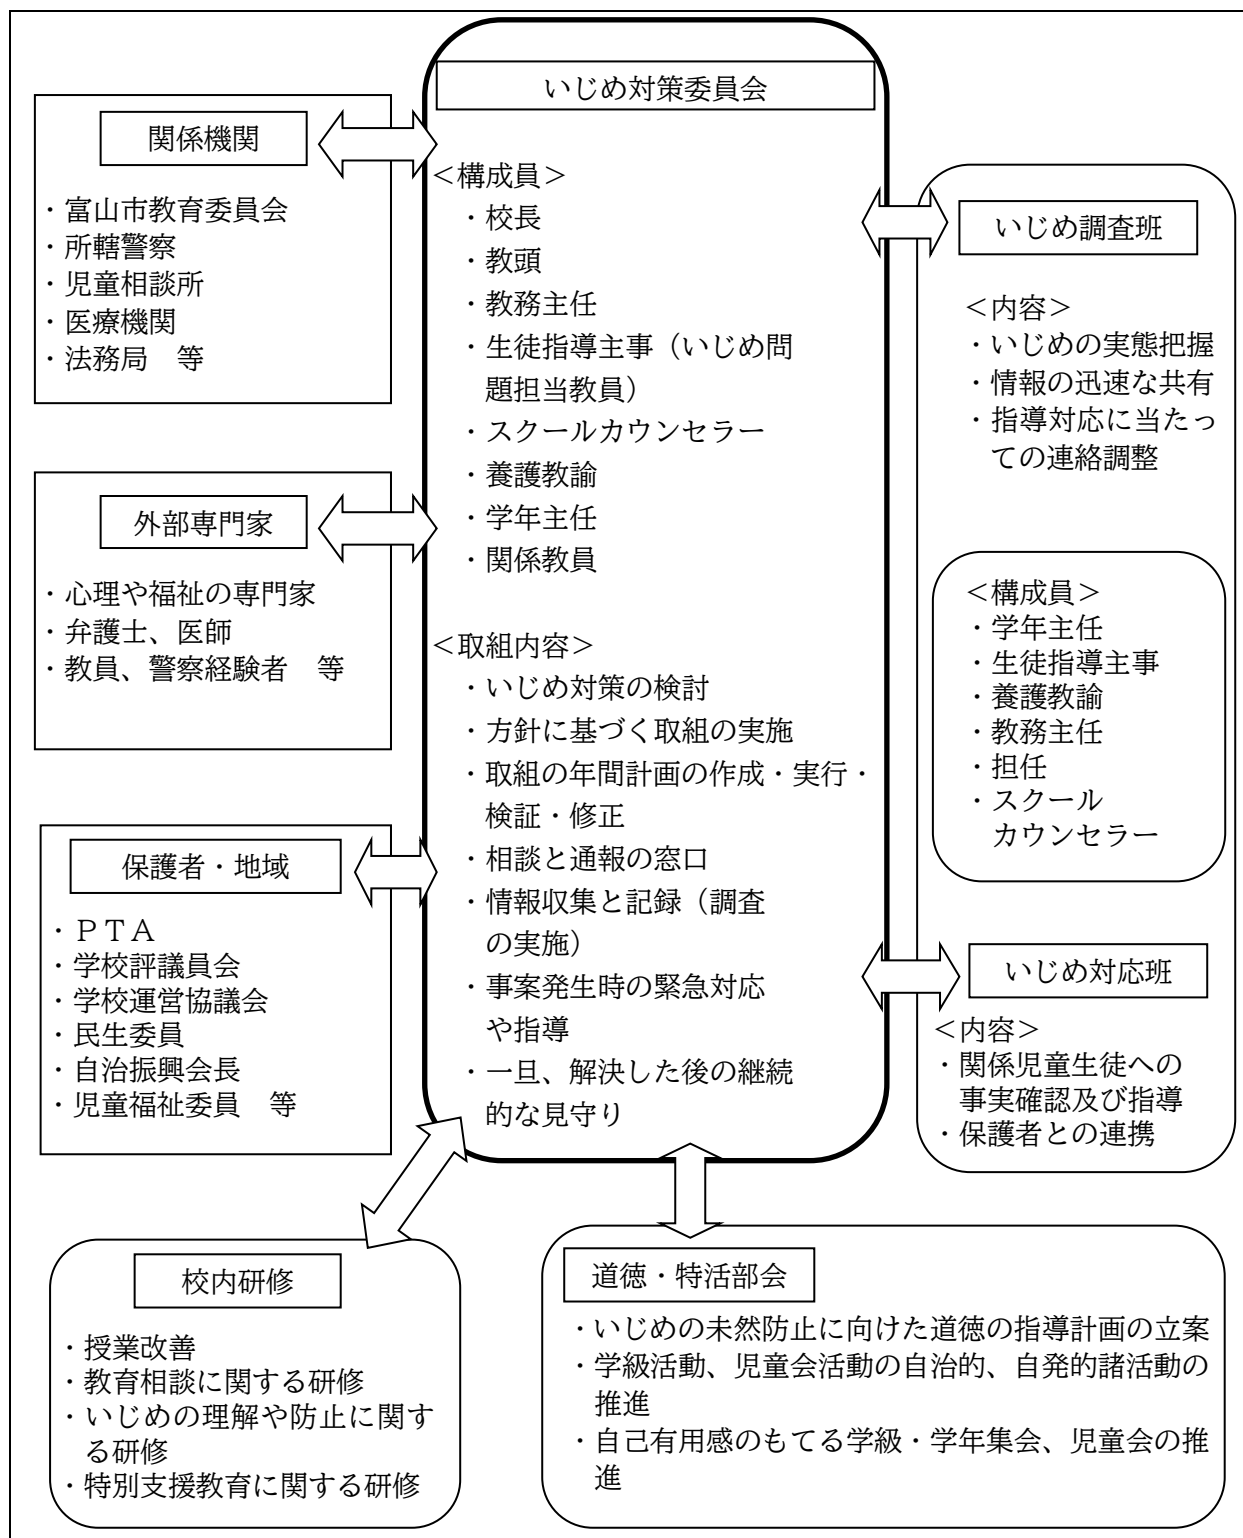 いじめ対策委員会
＜構成員＞
・校長
・教頭
・教務主任
・生徒指導主事（いじめ問
題担当教員）
・スクールカウンセラー
・養護教諭
・学年主任
・関係教員
＜取組内容＞
・いじめ対策の検討
・方針に基づく取組の実施
・取組の年間計画の作成・実行・
検証・修正
・相談と通報の窓口
・情報収集と記録（調査
の実施）
・事案発生時の緊急対応
や指導
・一旦、解決した後の継続
的な見守り
関係機関
・富山市教育委員会
・所轄警察
・児童相談所
・医療機関
・法務局　等
外部専門家
・心理や福祉の専門家
・弁護士、医師
・教員、警察経験者　等
保護者・地域
・ＰＴＡ
・学校評議員会
・学校運営協議会
・民生委員
・自治振興会長
・児童福祉委員　等
いじめ調査班
＜内容＞
・いじめの実態把握
・情報の迅速な共有
・指導対応に当たっ
ての連絡調整
＜構成員＞
・学年主任
・生徒指導主事
・養護教諭
・教務主任
・担任
・スクール
カウンセラー
いじめ対応班
＜内容＞
・関係児童生徒への
事実確認及び指導
・保護者との連携
校内研修
・授業改善
・教育相談に関する研修
・いじめの理解や防止に関す
る研修
・特別支援教育に関する研修
道徳・特活部会
・いじめの未然防止に向けた道徳の指導計画の立案
・学級活動、児童会活動の自治的、自発的諸活動の
推進
・自己有用感のもてる学級・学年集会、児童会の推
進